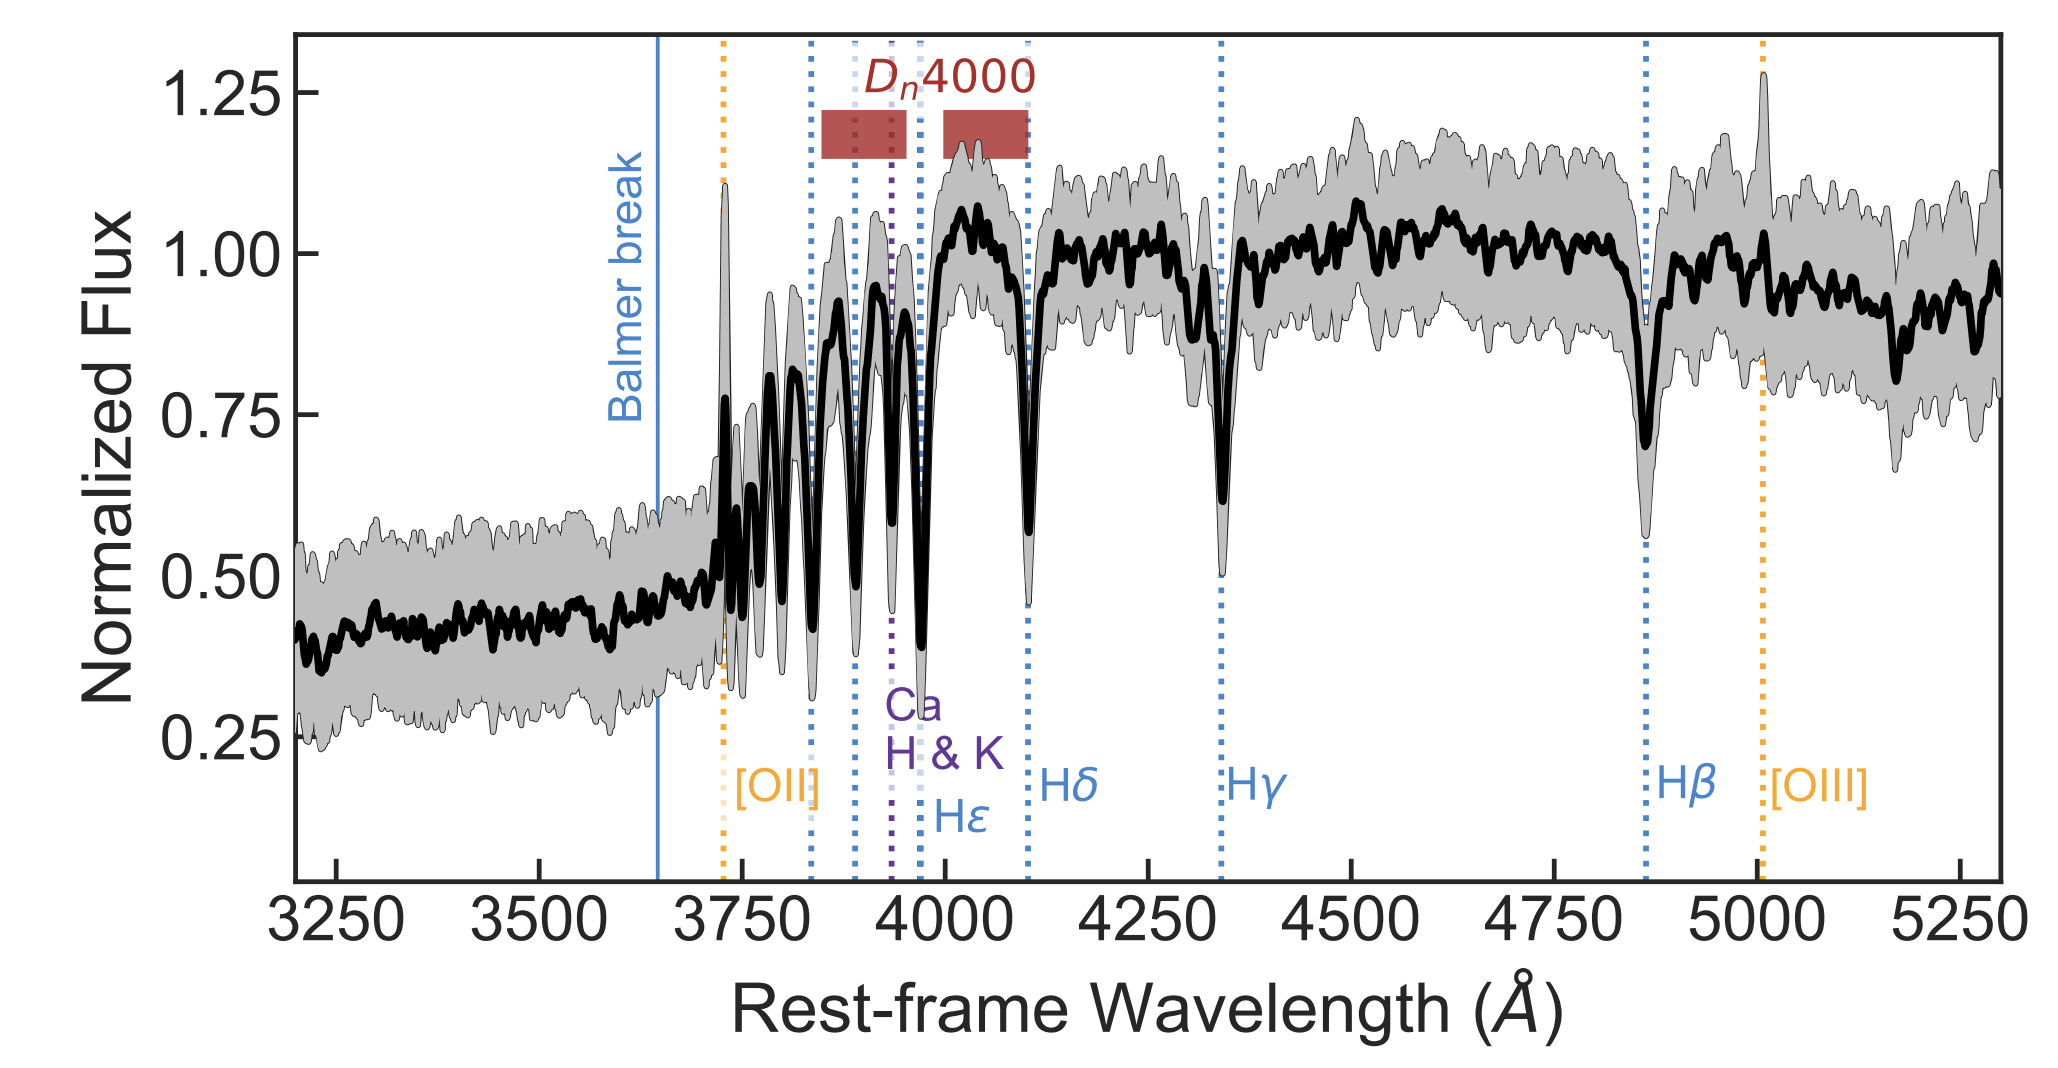 D_n4000
1.25
1.00
0.75
0.50
0.25
Normalized Flux
Balmer break
Ca
H & K
[OII]
Hε
Hδ
Hγ
Hβ
[OIII]
3250 3500 3750 4000 4250 4500 4750 5000 5250
Rest-frame Wavelength (Å)